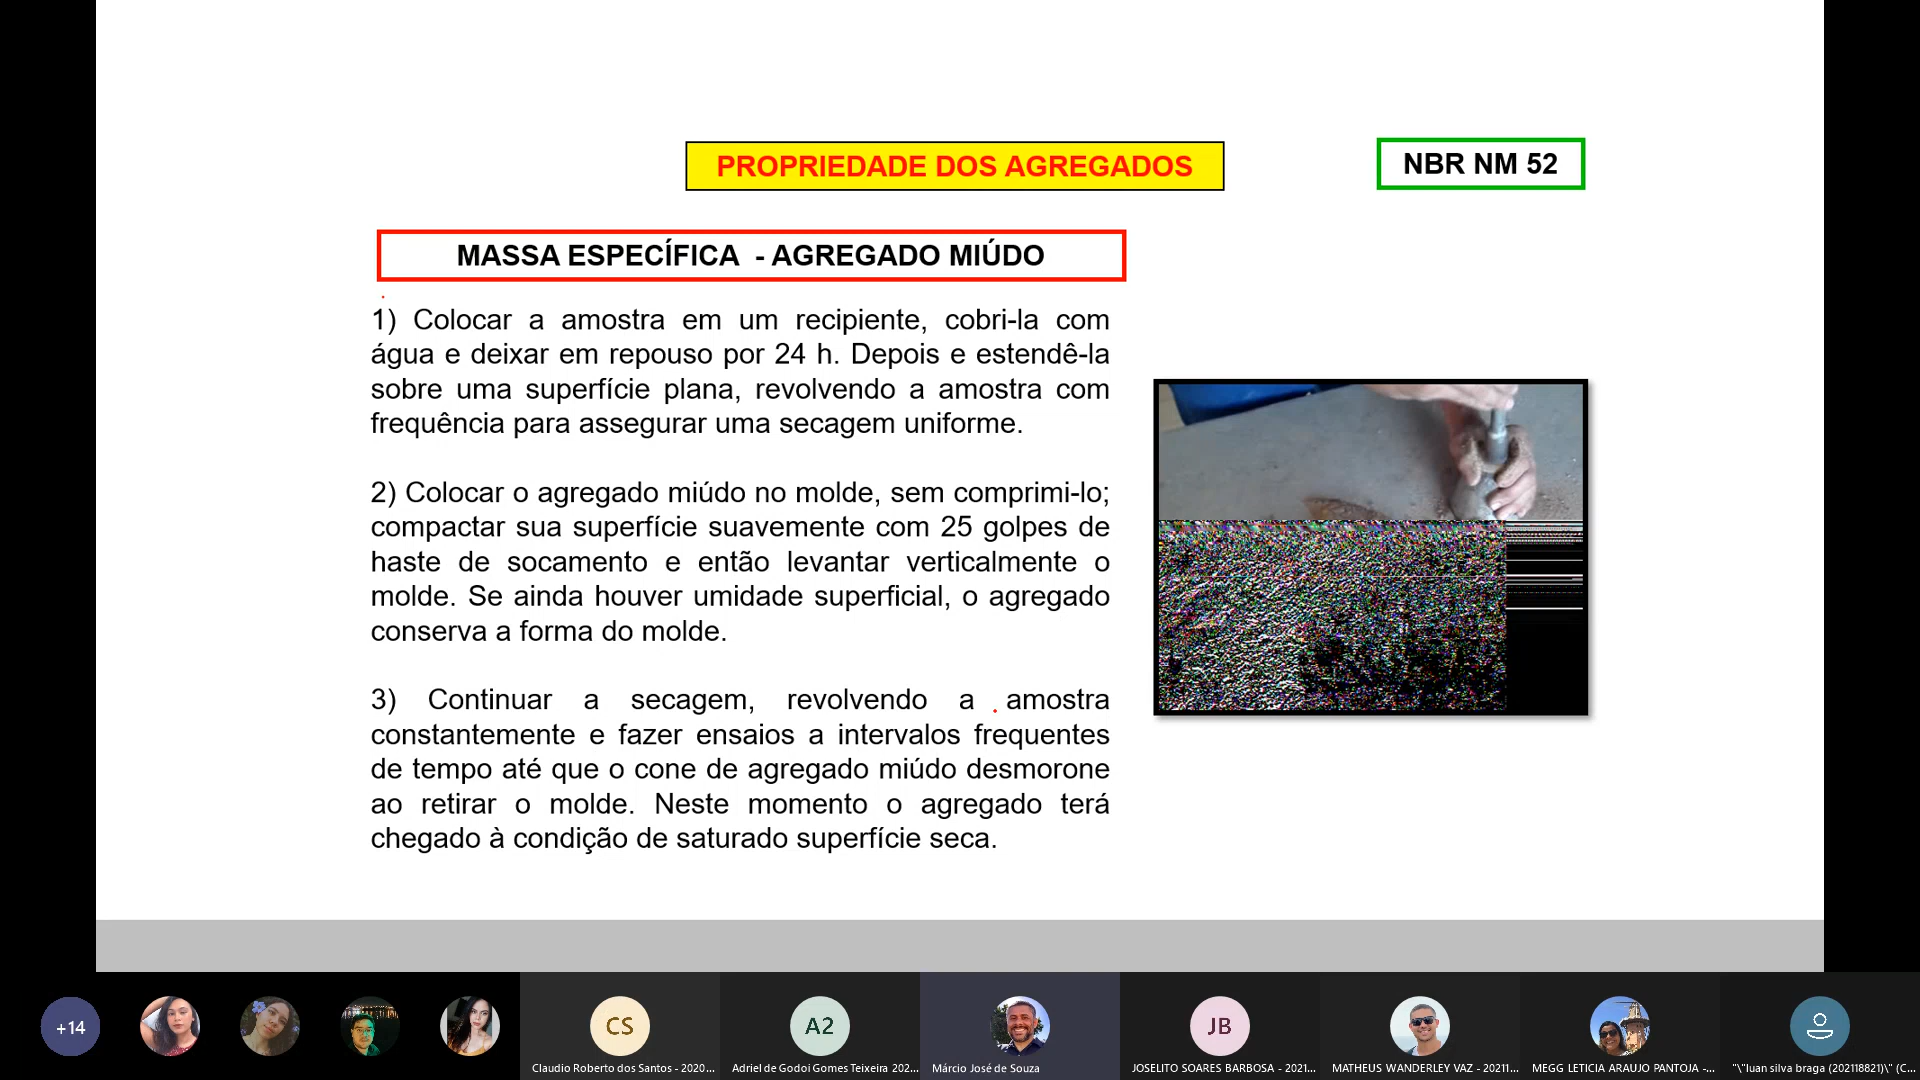 PROPRIEDADE DOS AGREGADOS
NBR NM 52
MASSA ESPECÍFICA - AGREGADO MIÚDO
1) Colocar a amostra em um recipiente, cobri-la com
água e deixar em repouso por 24 h. Depois e estendê-la
sobre uma superfície plana, revolvendo a amostra com
frequência para assegurar uma secagem uniforme.
2) Colocar o agregado miúdo no molde, sem comprimi-lo;
compactar sua superfície suavemente com 25 golpes de
haste de socamento e então levantar verticalmente o
molde. Se ainda houver umidade superficial, o agregado
conserva a forma do molde.
3) Continuar a secagem, revolvendo a amostra
constantemente e fazer ensaios a intervalos frequentes
de tempo até que o cone de agregado miúdo desmorone
ao retirar o molde. Neste momento o agregado terá
chegado à condição de saturado superfície seca.
+14
CS
A2
JB
Claudio Roberto dos Santos - 2020...
Adriel de Godoi Gomes Teixeira 202...
Márcio José de Souza
JOSELITO SOARES BARBOSA - 2021...
MATHEUS WANDERLEY VAZ - 20211...
MEGG LETICIA ARAUJO PANTOJA -...
"\"luan silva braga (202118821)\" (C...